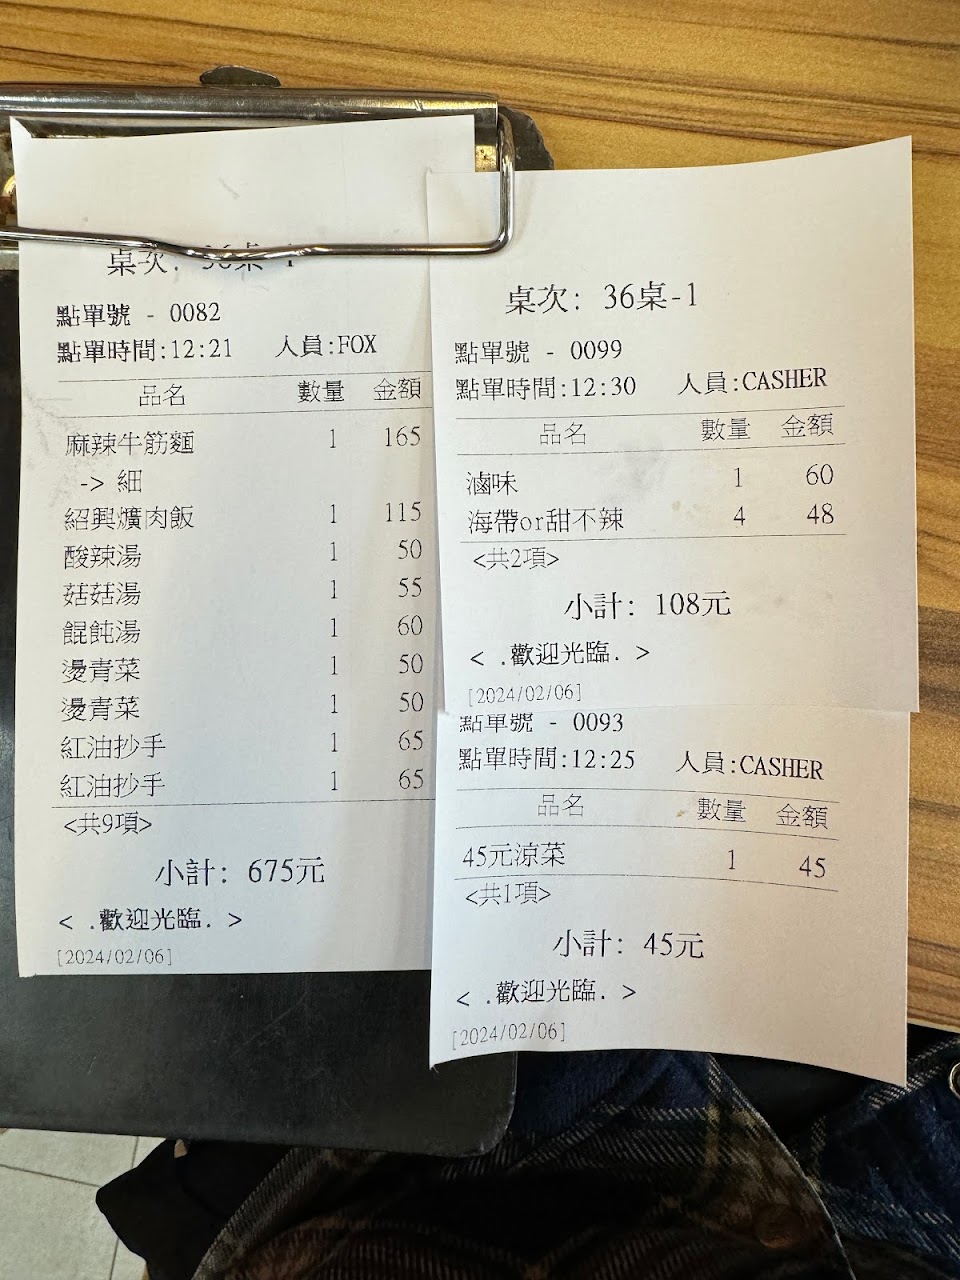 桌次: 36桌-1
點單號 - 0082
點單時間:12:21 人員:FOX
品名 數量 金額
麻辣牛筋麵 1 165
-> 細
紹興爌肉飯 1 115
酸辣湯 1 50
菇菇湯 1 55
餛飩湯 1 60
燙青菜 1 50
燙青菜 1 50
紅油抄手 1 65
紅油抄手 1 65
<共9項>
小計: 675元
< .歡迎光臨. >
[2024/02/06]
桌次: 36桌-1
點單號 - 0099
點單時間:12:30 人員:CASHER
品名 數量 金額
滷味 1 60
海帶or甜不辣 4 48
<共2項>
小計: 108元
< .歡迎光臨. >
[2024/02/06]
點單號 - 0093
點單時間:12:25 人員:CASHER
品名 數量 金額
45元涼菜 1 45
<共1項>
小計: 45元
< .歡迎光臨. >
[2024/02/06]